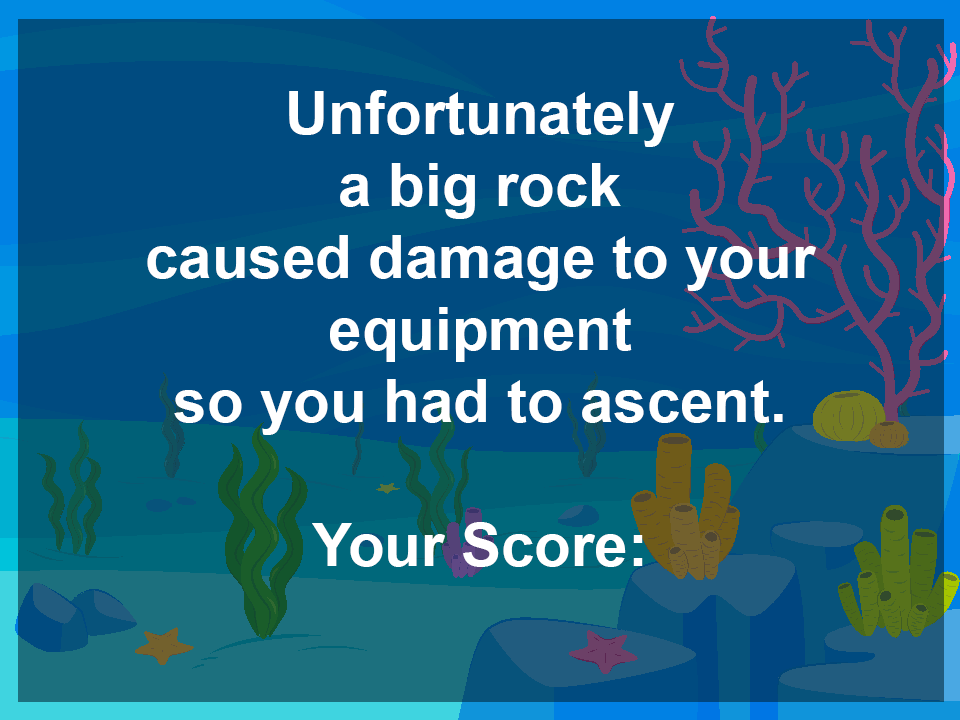 Unfortunately
a big rock
caused damage to your
equipment
so you had to ascent.
Your Score: